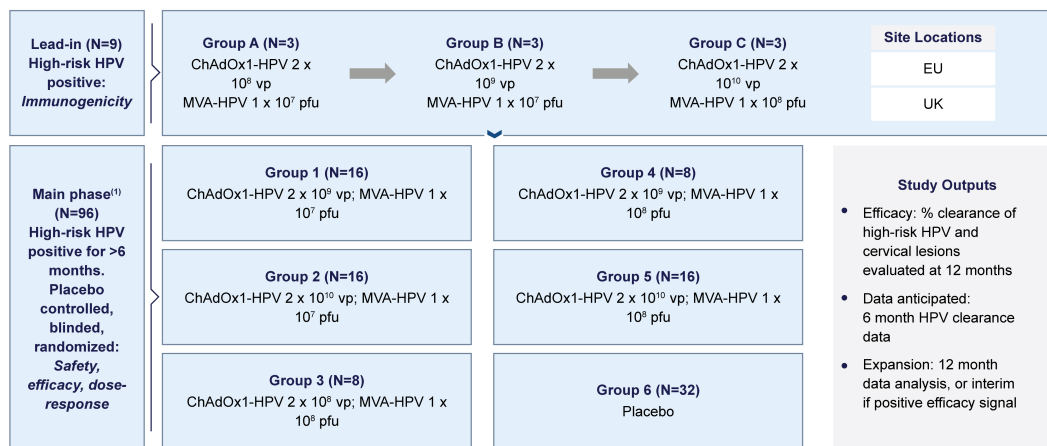 Lead-in (N=9)
High-risk HPV
positive:
Immunogenicity
Group A (N=3)
ChAdOx1-HPV 2 x
10⁸ vp
MVA-HPV 1 x 10⁷ pfu
Group B (N=3)
ChAdOx1-HPV 2 x
10⁹ vp
MVA-HPV 1 x 10⁷ pfu
Group C (N=3)
ChAdOx1-HPV 2 x
10¹⁰ vp
MVA-HPV 1 x 10⁸ pfu
Site Locations
EU
UK
Main phase⁽¹⁾
(N=96)
High-risk HPV
positive for >6
months.
Placebo
controlled,
blinded,
randomized:
Safety,
efficacy, dose-
response
Group 1 (N=16)
ChAdOx1-HPV 2 x 10⁹ vp; MVA-HPV 1 x
10⁷ pfu
Group 4 (N=8)
ChAdOx1-HPV 2 x 10⁹ vp; MVA-HPV 1 x
10⁸ pfu
Group 2 (N=16)
ChAdOx1-HPV 2 x 10¹⁰ vp; MVA-HPV 1 x
10⁷ pfu
Group 5 (N=16)
ChAdOx1-HPV 2 x 10¹⁰ vp; MVA-HPV 1 x
10⁸ pfu
Group 3 (N=8)
ChAdOx1-HPV 2 x 10⁸ vp; MVA-HPV 1 x
10⁸ pfu
Group 6 (N=32)
Placebo
Study Outputs
• Efficacy: % clearance of
high-risk HPV and
cervical lesions
evaluated at 12 months
• Data anticipated:
6 month HPV clearance
data
• Expansion: 12 month
data analysis, or interim
if positive efficacy signal